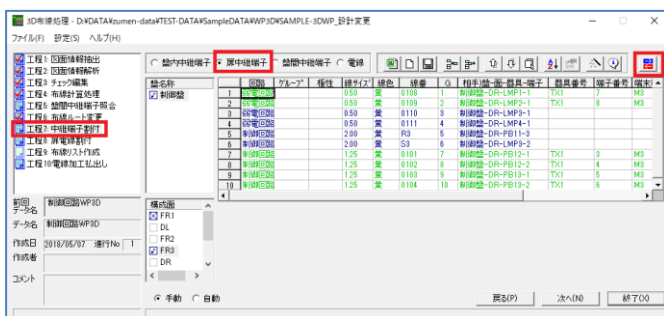 3D布線処理 - D:¥DATA¥zumen-data¥TEST-DATA¥SampleDATA¥WP3D¥SAMPLE-3DWP_設計変更
ファイル(F) 設定(S) ヘルプ(H)
工程1: 図面情報抽出
工程2: 図面情報解析
工程3: チェック編集
工程4: 布線計算処理
工程5: 盤間中継端子照合
工程6: 布線ルート変更
工程7: 中継端子割付
工程8: 扉電線割付
工程9: 布線リスト作成
工程10:電線加工払出し
盤内中継端子 扉中継端子 盤間中継端子 電線
盤名称
制御盤
回路 グループ 極性 線サイズ 線色 線番 G 相手/盤-面-器具-端子 器具番号 端子番号 端末
1 弱電回路 0.50 黄 0108 1 制御盤-DR-LMP1-1 TX1 7 M3
2 弱電回路 0.50 黄 0109 2 制御盤-DR-LMP2-1 TX1 8 M3
3 弱電回路 0.50 黄 0110 3 制御盤-DR-LMP3-1
4 弱電回路 0.50 黄 0111 4 制御盤-DR-LMP4-1
5 制御回路 2.00 黄 R3 5 制御盤-DR-PB11-3
6 制御回路 2.00 黄 S3 6 制御盤-DR-LMP3-2
7 制御回路 1.25 黄 0101 7 制御盤-DR-PB12-1 TX1 3 M3
8 制御回路 1.25 黄 0102 8 制御盤-DR-PB12-2 TX1 4 M3
9 制御回路 1.25 黄 0103 9 制御盤-DR-PB13-1 TX1 5 M3
10 制御回路 1.25 黄 0104 10 制御盤-DR-PB13-2 TX1 6 M3
前回
データ名 制御回路WP3D
データ名 制御回路WP3D
作成日 2018/05/07 進行No 1
作成者
コメント
構成面
FR1
DL
FR2
FR3
DR
手動 自動
戻る(P) 次へ(N) 終了(X)